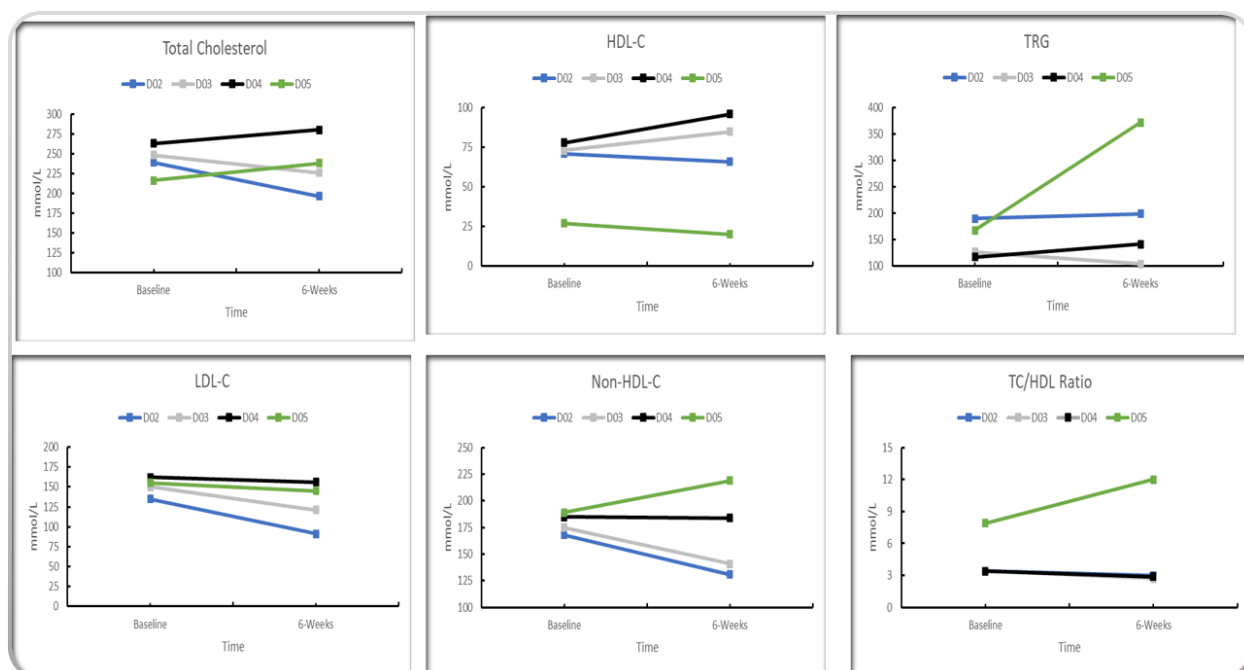 Total Cholesterol
D02 D03 D04 D05
300
275
250
225
200
175
150
125
100
mmol/L
Baseline 6-Weeks
Time
HDL-C
D02 D03 D04 D05
100
75
50
25
0
mmol/L
Baseline 6-Weeks
Time
TRG
D02 D03 D04 D05
400
350
300
250
200
150
100
mmol/L
Baseline 6-Weeks
Time
LDL-C
D02 D03 D04 D05
200
175
150
125
100
75
50
25
0
mmol/L
Baseline 6-Weeks
Time
Non-HDL-C
D02 D03 D04 D05
250
225
200
175
150
125
100
mmol/L
Baseline 6-Weeks
Time
TC/HDL Ratio
D02 D03 D04 D05
15
12
9
6
3
0
mmol/L
Baseline 6-Weeks
Time